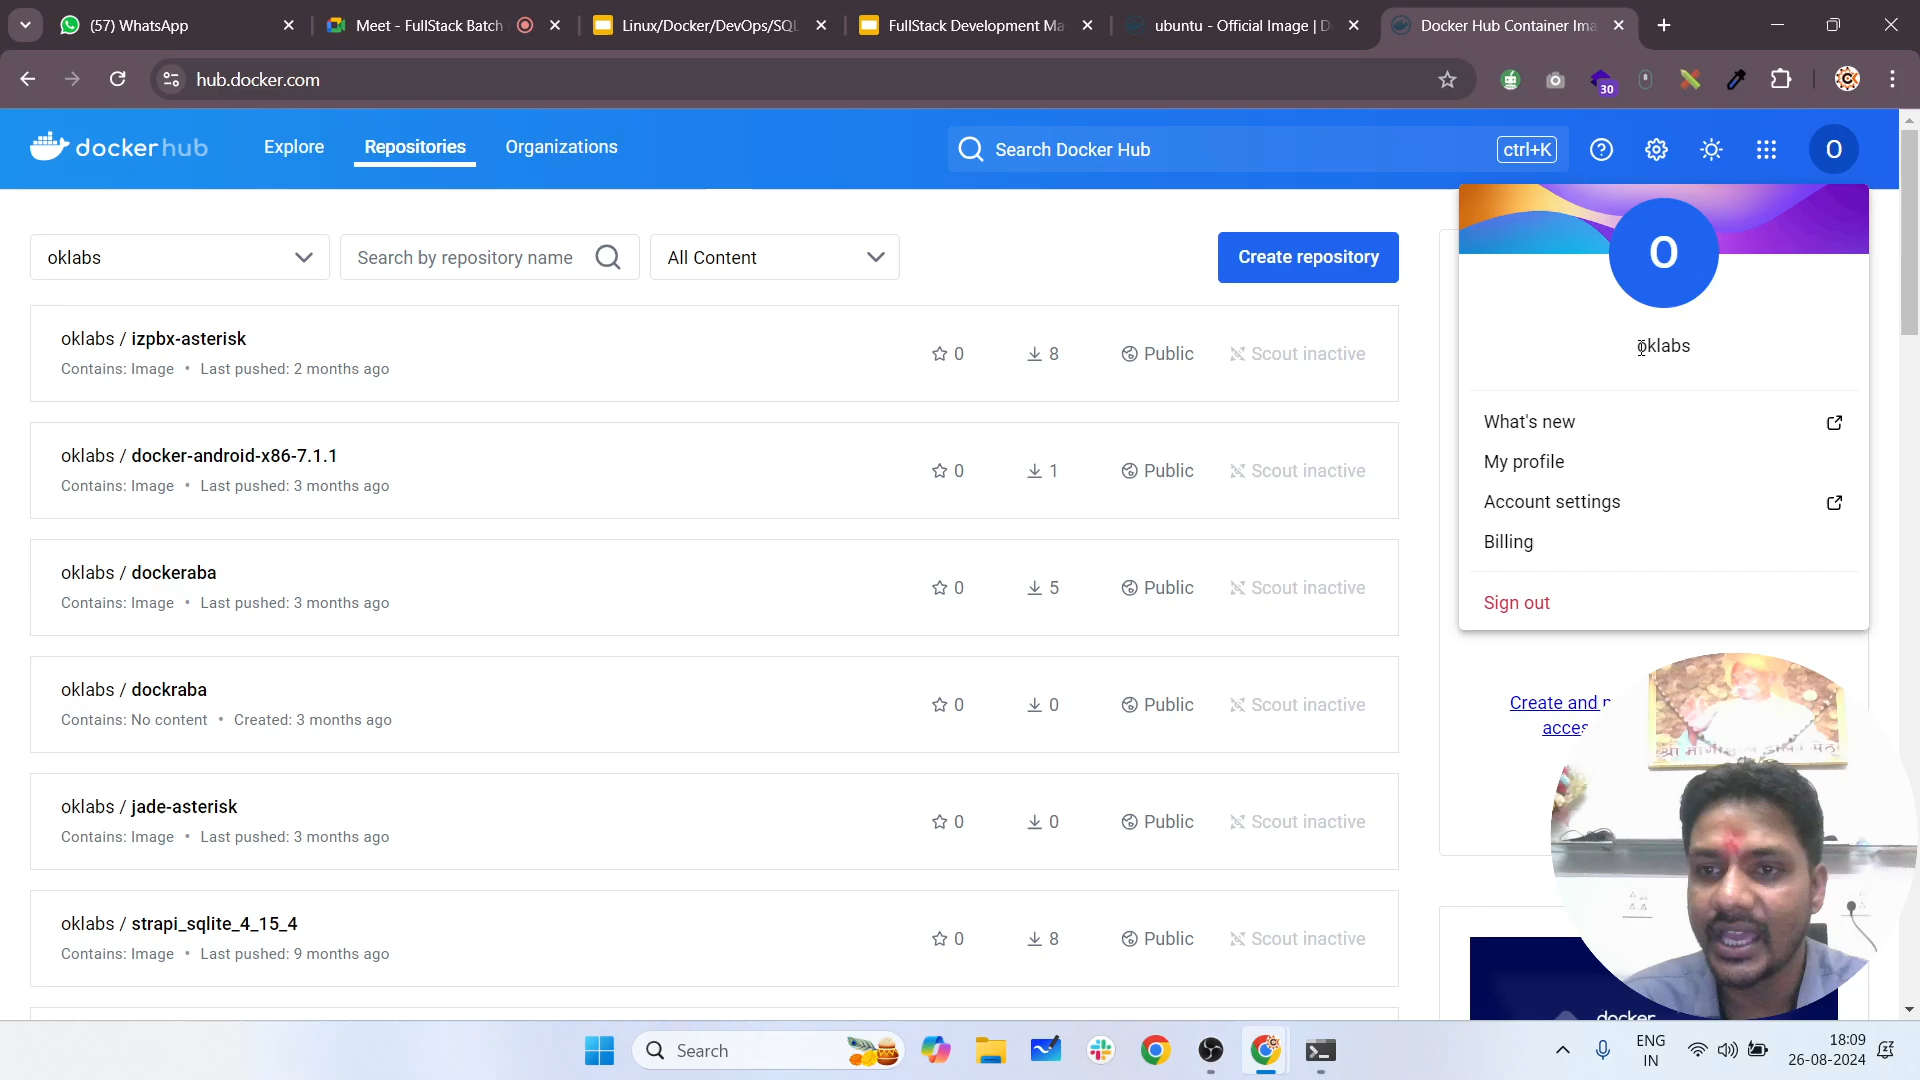 (57) WhatsApp
Meet - FullStack Batch
Linux/Docker/DevOps/SQL
FullStack Development Ma
ubuntu - Official Image | D
Docker Hub Container Ima
hub.docker.com
30
dockerhub
Explore
Repositories
Organizations
Search Docker Hub
ctrl+K
O
oklabs
Search by repository name
All Content
Create repository
O
oklabs
What's new
My profile
Account settings
Billing
Sign out
oklabs / izpbx-asterisk
Contains: Image • Last pushed: 2 months ago
0
8
Public
Scout inactive
oklabs / docker-android-x86-7.1.1
Contains: Image • Last pushed: 3 months ago
0
1
Public
Scout inactive
oklabs / dockeraba
Contains: Image • Last pushed: 3 months ago
0
5
Public
Scout inactive
oklabs / dockraba
Contains: No content • Created: 3 months ago
0
0
Public
Scout inactive
oklabs / jade-asterisk
Contains: Image • Last pushed: 3 months ago
0
0
Public
Scout inactive
oklabs / strapi_sqlite_4_15_4
Contains: Image • Last pushed: 9 months ago
0
8
Public
Scout inactive
Create and
docker
Search
ENG
IN
18:09
26-08-2024